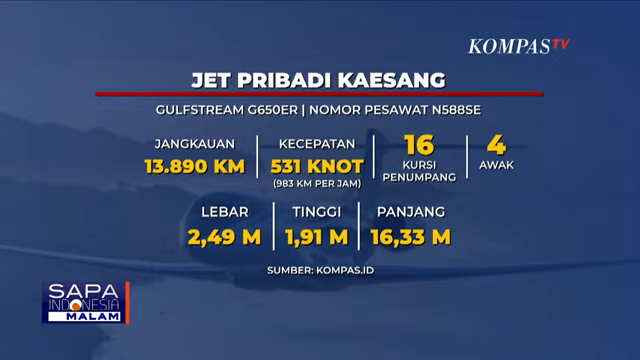 KOMPASTV
JET PRIBADI KAESANG
GULFSTREAM G650ER | NOMOR PESAWAT N588SE
JANGKAUAN
13.890 KM
KECEPATAN
531 KNOT
(983 KM PER JAM)
16
KURSI
PENUMPANG
4
AWAK
LEBAR
2,49 M
TINGGI
1,91 M
PANJANG
16,33 M
SUMBER: KOMPAS.ID
SAPA
INDONESIA
MALAM